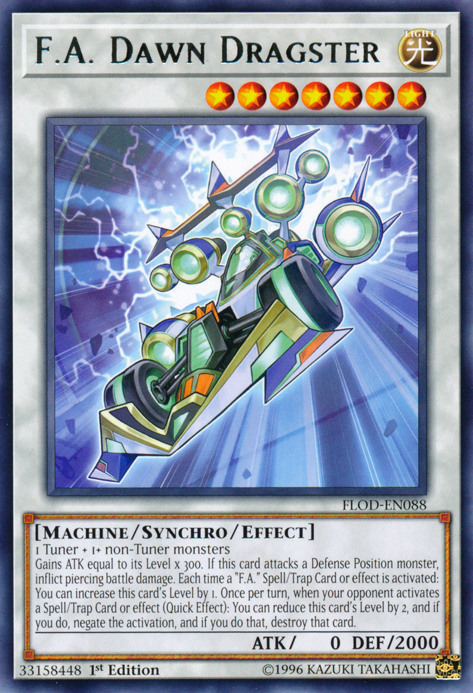 F.A. Dawn Dragster
LIGHT
光
FLOD-EN088
[Machine/Synchro/Effect]
1 Tuner + 1+ non-Tuner monsters
Gains ATK equal to its Level x 300. If this card attacks a Defense Position monster,
inflict piercing battle damage. Each time a "F.A." Spell/Trap Card or effect is activated:
You can increase this card's Level by 1. Once per turn, when your opponent activates
a Spell/Trap Card or effect (Quick Effect): You can reduce this card's Level by 2, and if
you do, negate the activation, and if you do that, destroy that card.
ATK/ 0 DEF/2000
33158448 1st Edition ©1996 KAZUKI TAKAHASHI